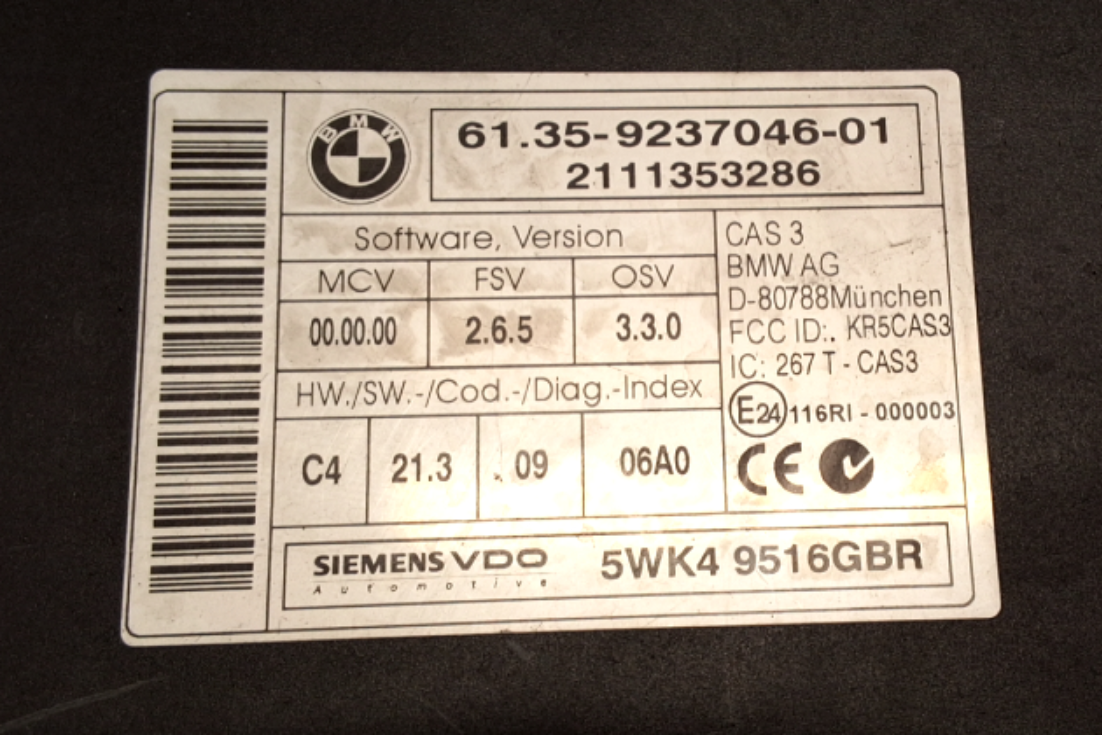 BMW
61.35-9237046-01
2111353286
Software, Version
MCV FSV OSV
00.00.00 2.6.5 3.3.0
HW./SW.-/Cod.-/Diag.-Index
C4 21.3 09 06A0
CAS 3
BMW AG
D-80788München
FCC ID:. KR5CAS3
IC: 267 T - CAS3
E24 116RI - 000003
CE
SIEMENS VDO
Automotive
5WK4 9516GBR